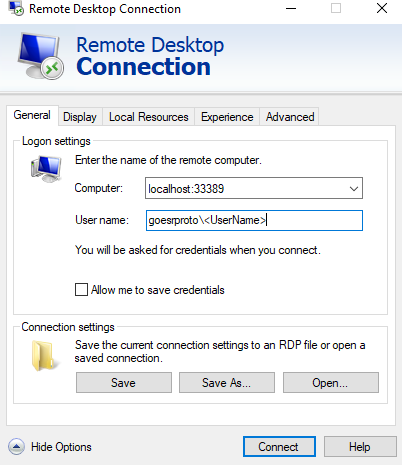 Remote Desktop Connection
Remote Desktop
Connection
General Display Local Resources Experience Advanced
Logon settings
Enter the name of the remote computer.
Computer: localhost:33389
User name: goesrproto\<UserName>
You will be asked for credentials when you connect.
Allow me to save credentials
Connection settings
Save the current connection settings to an RDP file or open a
saved connection.
Save Save As... Open...
Hide Options Connect Help